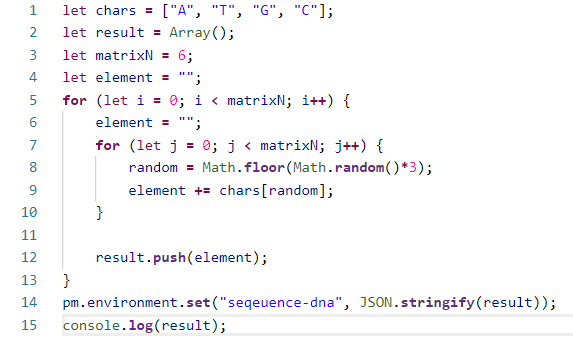 1 let chars = ["A", "T", "G", "C"];
2 let result = Array();
3 let matrixN = 6;
4 let element = "";
5 for (let i = 0; i < matrixN; i++) {
6     element = "";
7     for (let j = 0; j < matrixN; j++) {
8         random = Math.floor(Math.random()*3);
9         element += chars[random];
10     }
11
12     result.push(element);
13 }
14 pm.environment.set("seqeuence-dna", JSON.stringify(result));
15 console.log(result);